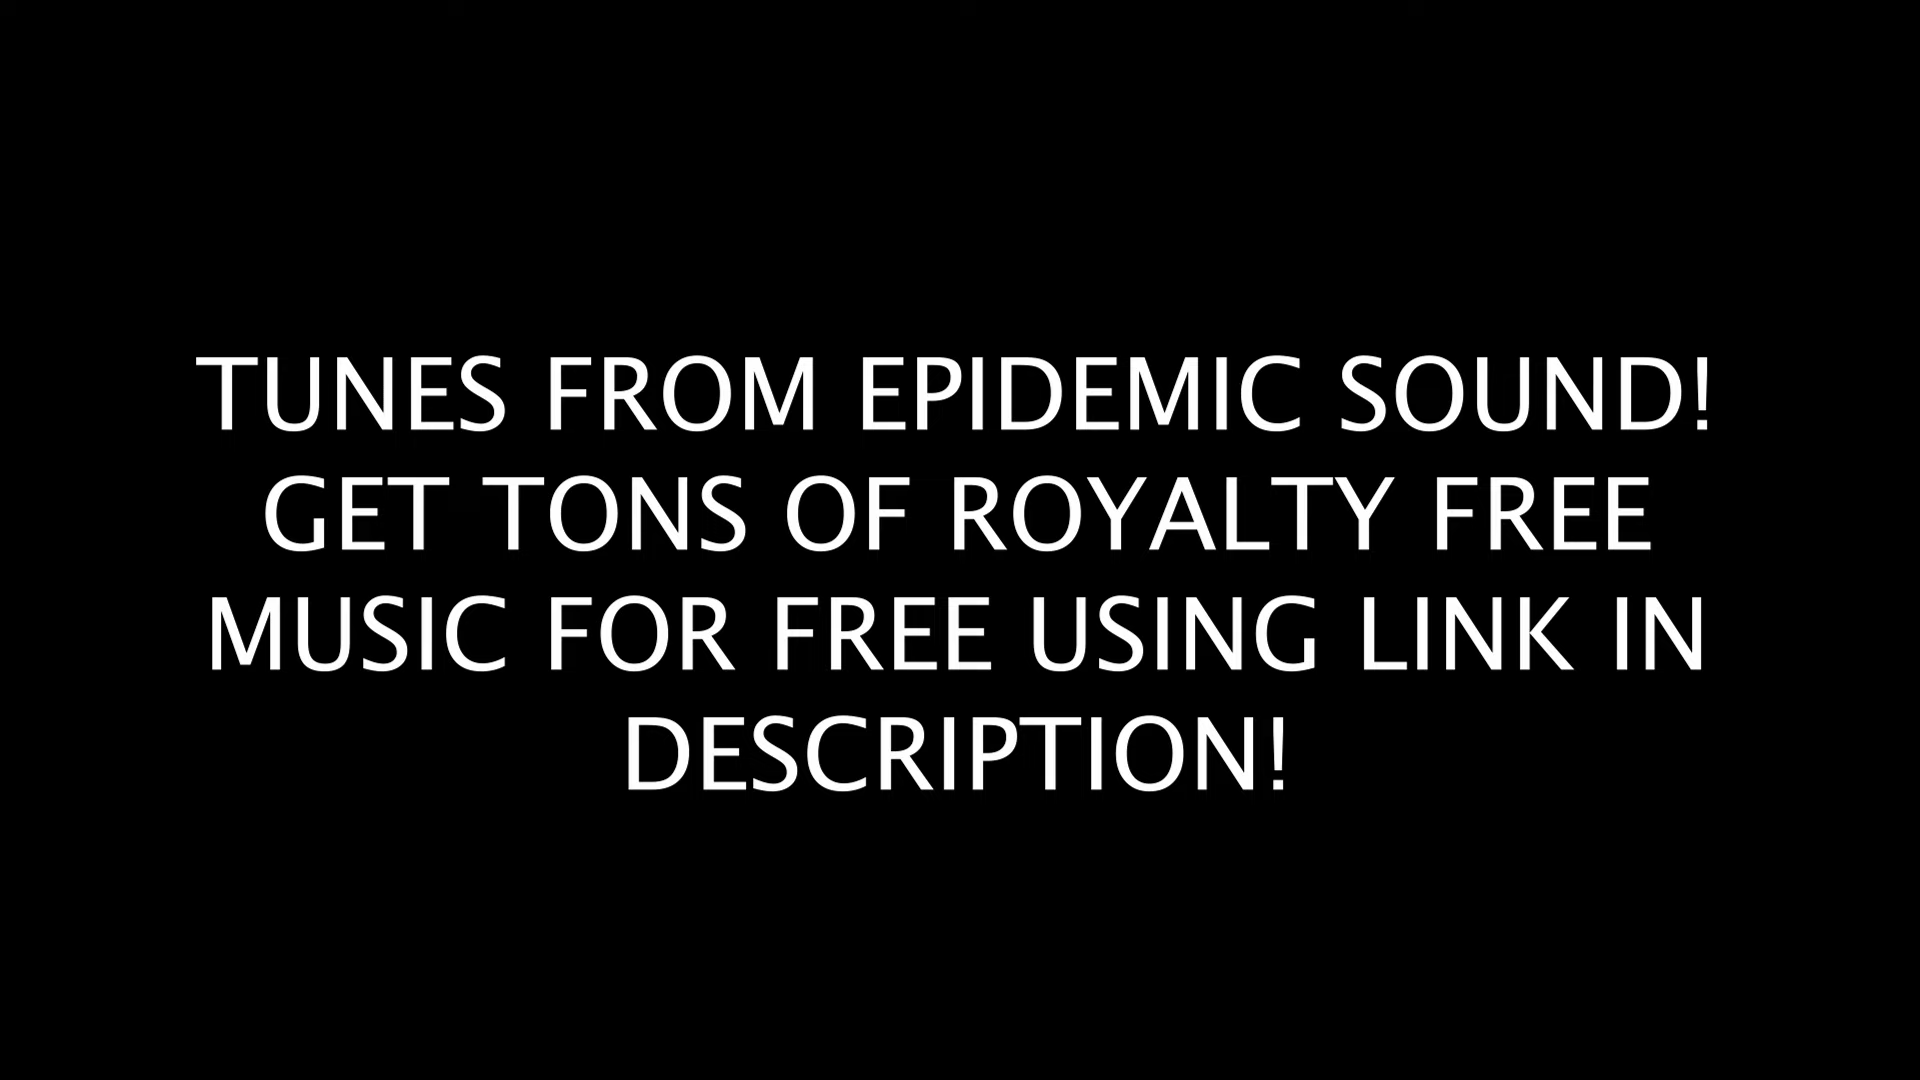 TUNES FROM EPIDEMIC SOUND!
GET TONS OF ROYALTY FREE
MUSIC FOR FREE USING LINK IN
DESCRIPTION!